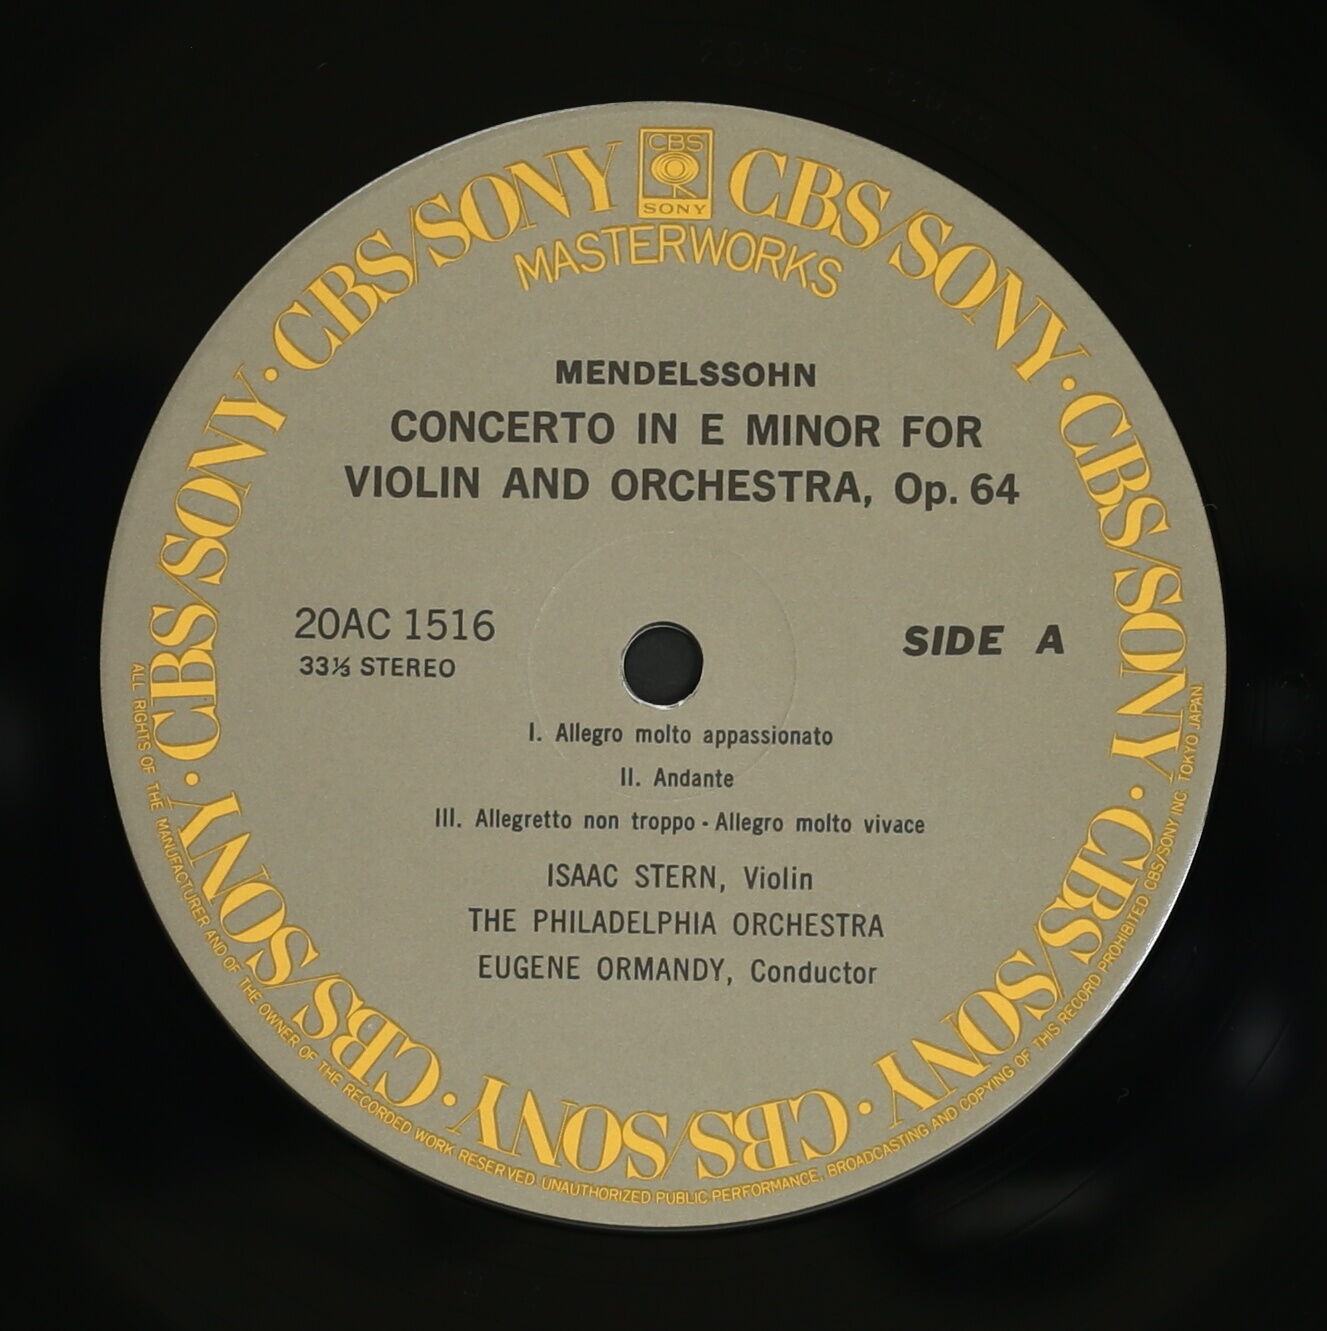 CBS
SONY
CBS/SONY · CBS/SONY · CBS/SONY · CBS/SONY · CBS/SONY · CBS/SONY · CBS/SONY
MASTERWORKS
MENDELSSOHN
CONCERTO IN E MINOR FOR
VIOLIN AND ORCHESTRA, Op. 64
20AC 1516
33⅓ STEREO
SIDE A
I. Allegro molto appassionato
II. Andante
III. Allegretto non troppo - Allegro molto vivace
ISAAC STERN, Violin
THE PHILADELPHIA ORCHESTRA
EUGENE ORMANDY, Conductor
ALL RIGHTS OF THE MANUFACTURER AND OF THE OWNER OF THE RECORDED WORK RESERVED UNAUTHORIZED PUBLIC PERFORMANCE, BROADCASTING AND COPYING OF THIS RECORD PROHIBITED CBS/SONY INC. TOKYO JAPAN